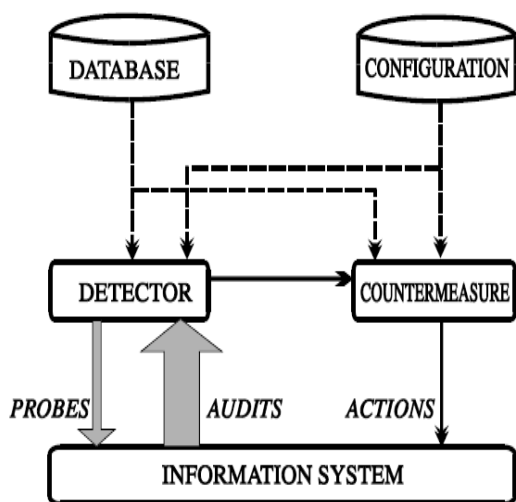 DATABASE
CONFIGURATION
DETECTOR
COUNTERMEASURE
PROBES
AUDITS
ACTIONS
INFORMATION SYSTEM